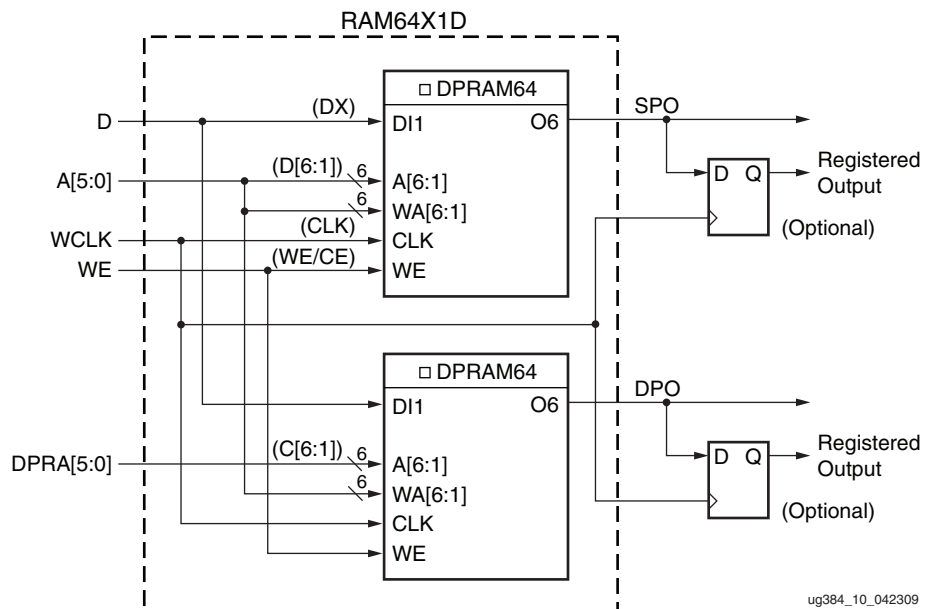 RAM64X1D
□ DPRAM64
D
(DX)
DI1
O6
SPO
A[5:0]
(D[6:1])
6
A[6:1]
6
WA[6:1]
WCLK
(CLK)
CLK
WE
(WE/CE)
WE
D Q
Registered
Output
(Optional)
□ DPRAM64
DI1
O6
DPO
DPRA[5:0]
(C[6:1])
6
A[6:1]
6
WA[6:1]
CLK
WE
D Q
Registered
Output
(Optional)
ug384_10_042309